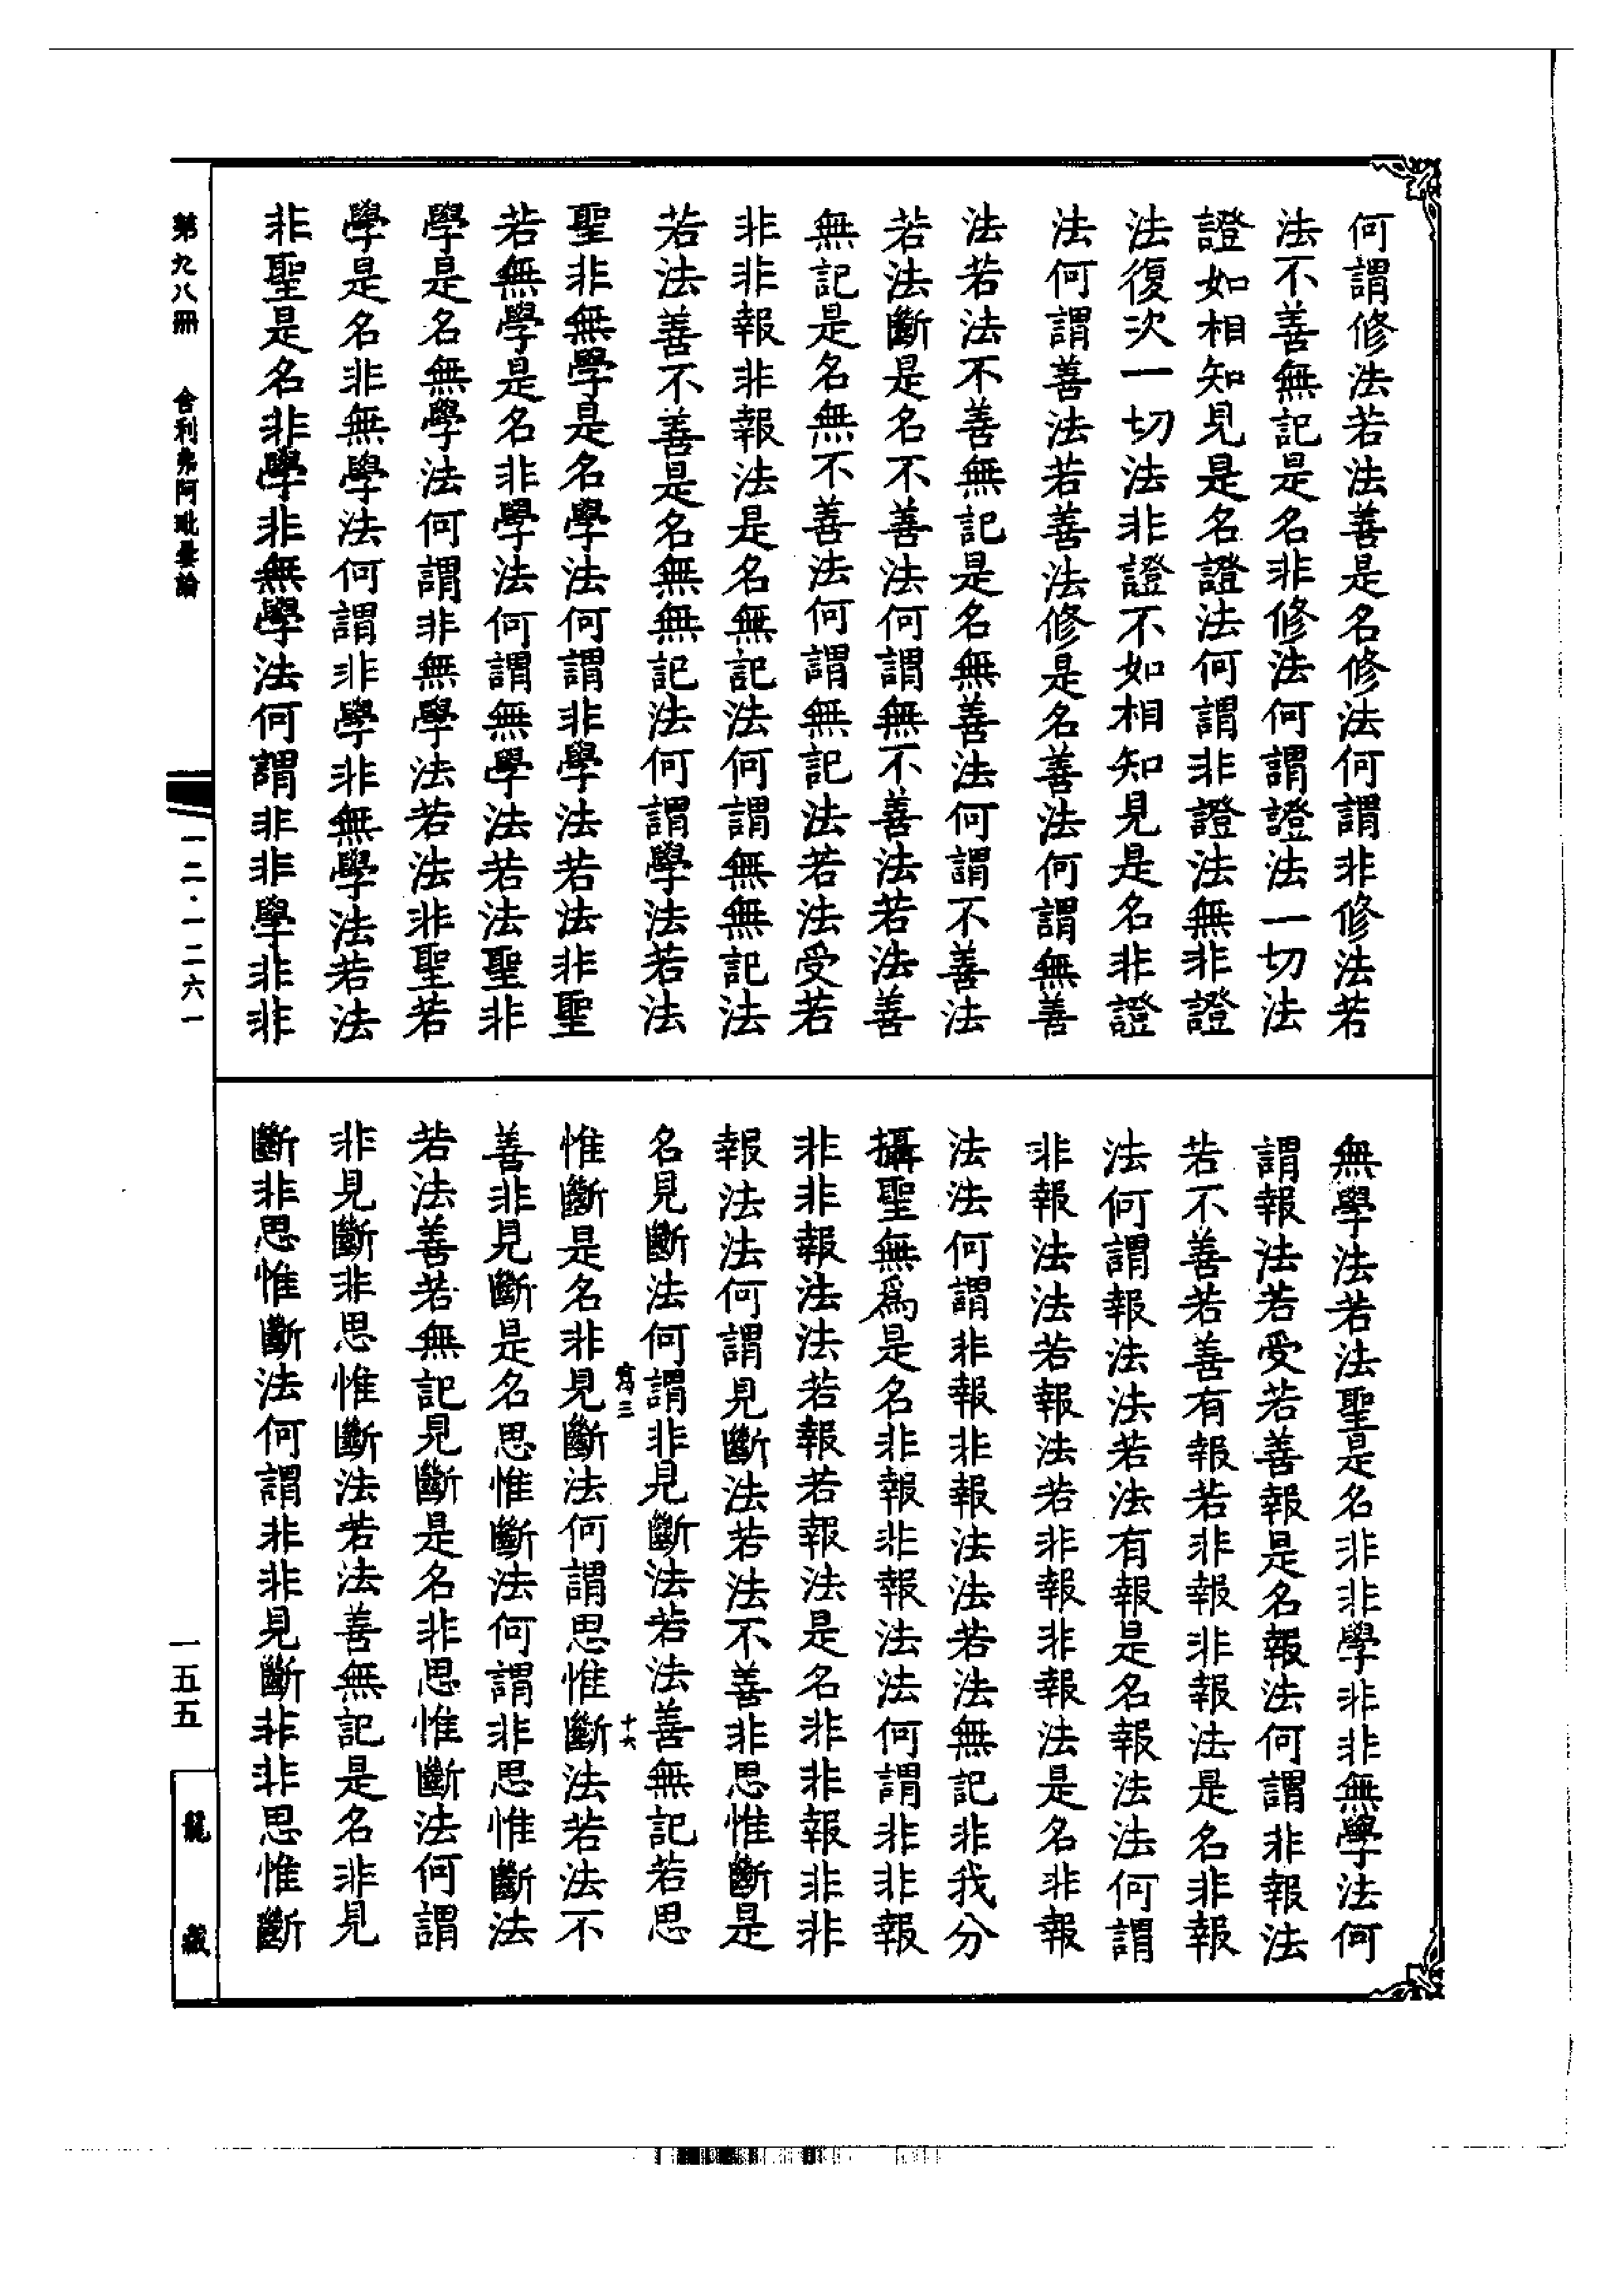 何謂修法若法善是名修法何謂非修法若
法不善無記是名非修法何謂證法一切法
證如相知見是名證法何謂非證法無非證
法復次一切法非證不如相知見是名非證
法何謂善法若善法修是名善法何謂無善
法若法不善無記是名無善法何謂不善法
若法斷是名不善法何謂無不善法若法善
無記是名無不善法何謂無記法若法受若
非非報非報法是名無記法何謂無無記法
若法善不善是名無無記法何謂學法若法
聖非無學是名學法何謂非學法若法非聖
若無學是名非學法何謂無學法若法聖非
學是名無學法何謂非無學法若法非聖若
學是名非無學法何謂非學非無學法若法
非聖是名非學非無學法何謂非非學非非
無學法若法聖是名非非學非非無學法何
謂報法若受若善報是名報法何謂非報法
若不善若善有報若非報非報法是名非報
法何謂報法法若法有報是名報法法何謂
非報法法若報法若非報非報法是名非報
法法何謂非報非報法法若法無記非我分
攝聖無為是名非報非報法法何謂非非報
非非報法法若報若報法是名非非報非非
報法法何謂見斷法若法不善非思惟斷是
名見斷法何謂非見斷法若法善無記若思
惟斷是名非見斷法何謂思惟斷法若法不
善非見斷是名思惟斷法何謂非思惟斷法
若法善若無記見斷是名非思惟斷法何謂
非見斷非思惟斷法若法善無記是名非見
斷非思惟斷法何謂非非見斷非非思惟斷
寫三
十六
第九八冊 舍利弗阿毗曇論
一二·一二六一
一五五
龍藏